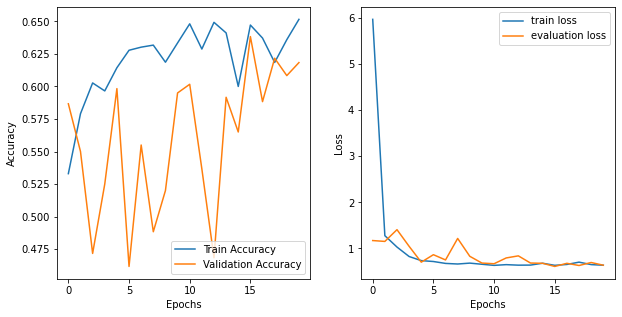 0.650
0.625
0.600
0.575
0.550
0.525
0.500
0.475
Accuracy
0
5
10
15
Epochs
Train Accuracy
Validation Accuracy
6
5
4
3
2
1
Loss
0
5
10
15
Epochs
train loss
evaluation loss